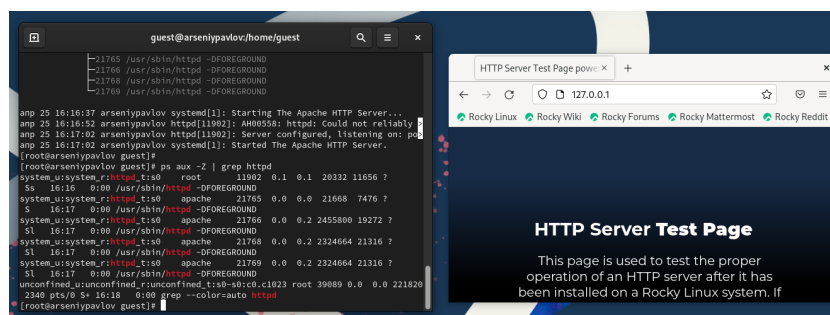 guest@arseniypavlov:/home/guest
├─21765 /usr/sbin/httpd -DFOREGROUND
├─21766 /usr/sbin/httpd -DFOREGROUND
├─21768 /usr/sbin/httpd -DFOREGROUND
└─21769 /usr/sbin/httpd -DFOREGROUND
апр 25 16:16:37 arseniypavlov systemd[1]: Starting The Apache HTTP Server...
апр 25 16:16:52 arseniypavlov httpd[11902]: AH00558: httpd: Could not reliably >
апр 25 16:17:02 arseniypavlov httpd[11902]: Server configured, listening on: po>
апр 25 16:17:02 arseniypavlov systemd[1]: Started The Apache HTTP Server.
[root@arseniypavlov guest]#
[root@arseniypavlov guest]# ps aux -Z | grep httpd
system_u:system_r:httpd_t:s0 root 11902 0.1 0.1 20332 11656 ?
Ss 16:16 0:00 /usr/sbin/httpd -DFOREGROUND
system_u:system_r:httpd_t:s0 apache 21765 0.0 0.0 21668 7476 ?
S 16:17 0:00 /usr/sbin/httpd -DFOREGROUND
system_u:system_r:httpd_t:s0 apache 21766 0.0 0.2 2455800 19272 ?
Sl 16:17 0:00 /usr/sbin/httpd -DFOREGROUND
system_u:system_r:httpd_t:s0 apache 21768 0.0 0.2 2324664 21316 ?
Sl 16:17 0:00 /usr/sbin/httpd -DFOREGROUND
system_u:system_r:httpd_t:s0 apache 21769 0.0 0.2 2324664 21316 ?
Sl 16:17 0:00 /usr/sbin/httpd -DFOREGROUND
unconfined_u:unconfined_r:unconfined_t:s0-s0:c0.c1023 root 39089 0.0 0.0 221820
2340 pts/0 S+ 16:18 0:00 grep --color=auto httpd
[root@arseniypavlov guest]#
HTTP Server Test Page powe
127.0.0.1
Rocky Linux Rocky Wiki Rocky Forums Rocky Mattermost Rocky Reddit
HTTP Server Test Page
This page is used to test the proper
operation of an HTTP server after it has
been installed on a Rocky Linux system. If